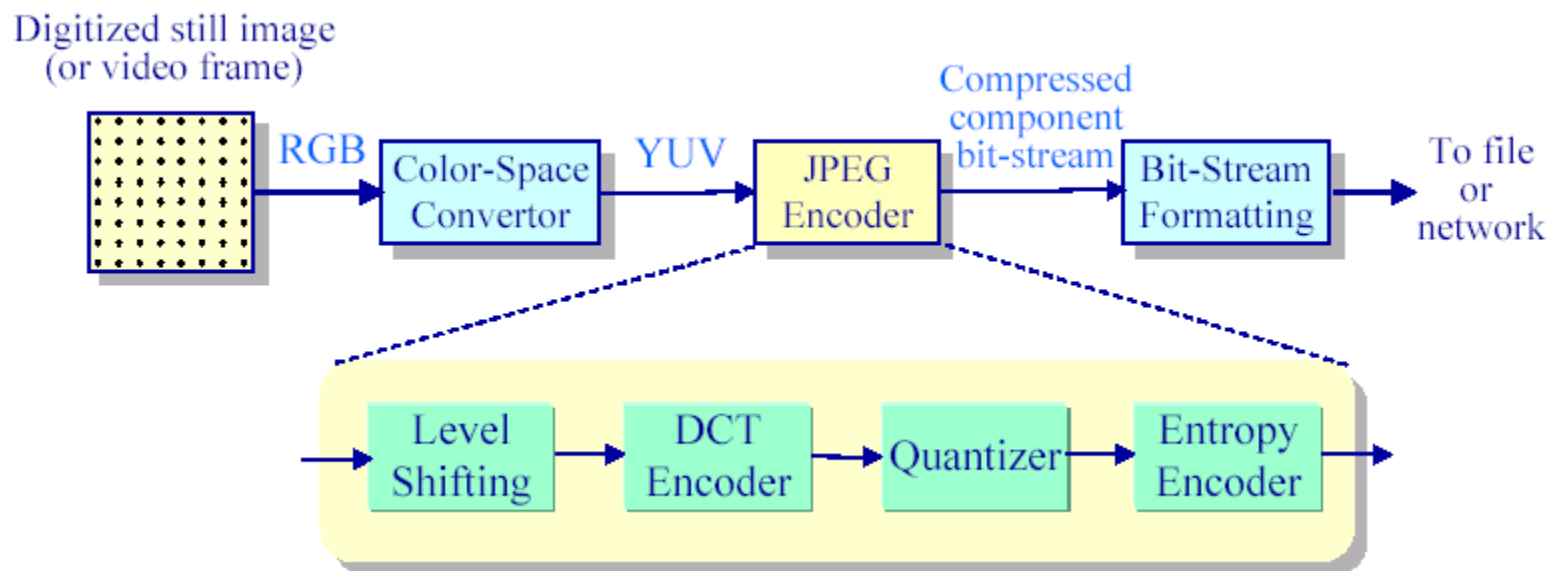 Digitized still image
(or video frame)
RGB
Color-Space
Convertor
YUV
JPEG
Encoder
Compressed
component
bit-stream
Bit-Stream
Formatting
To file
or
network
Level
Shifting
DCT
Encoder
Quantizer
Entropy
Encoder